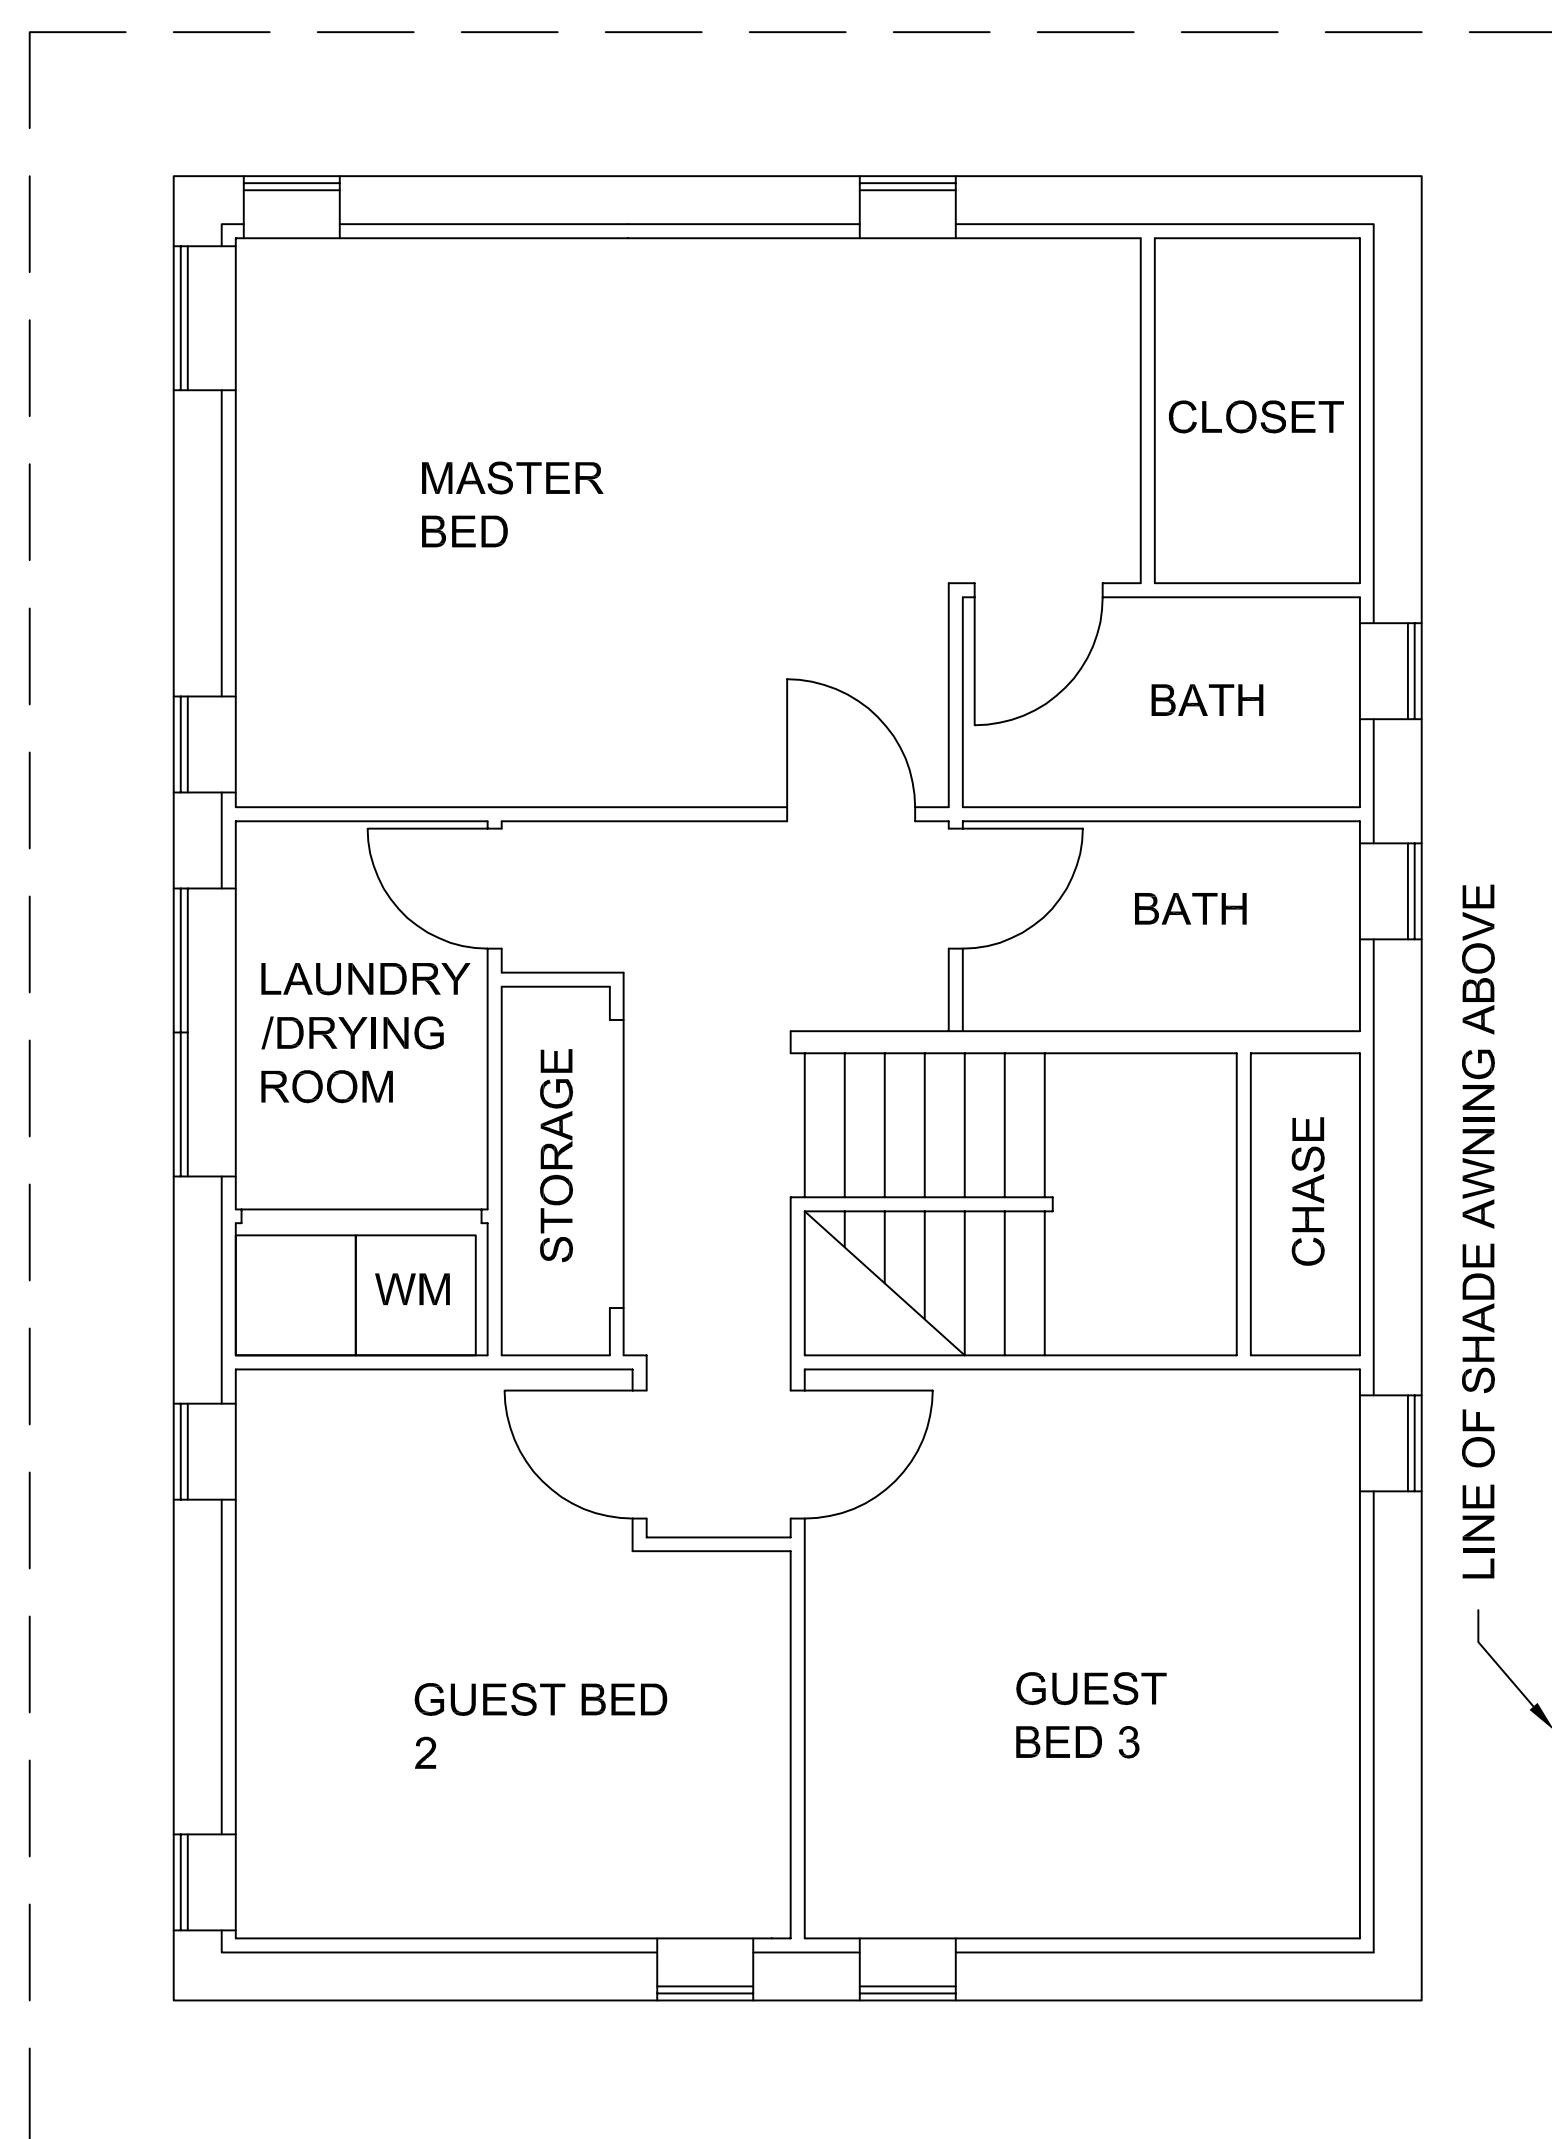 CLOSET
MASTER
BED
BATH
BATH
LAUNDRY
/DRYING
ROOM
STORAGE
CHASE
WM
LINE OF SHADE AWNING ABOVE
GUEST BED
2
GUEST
BED 3